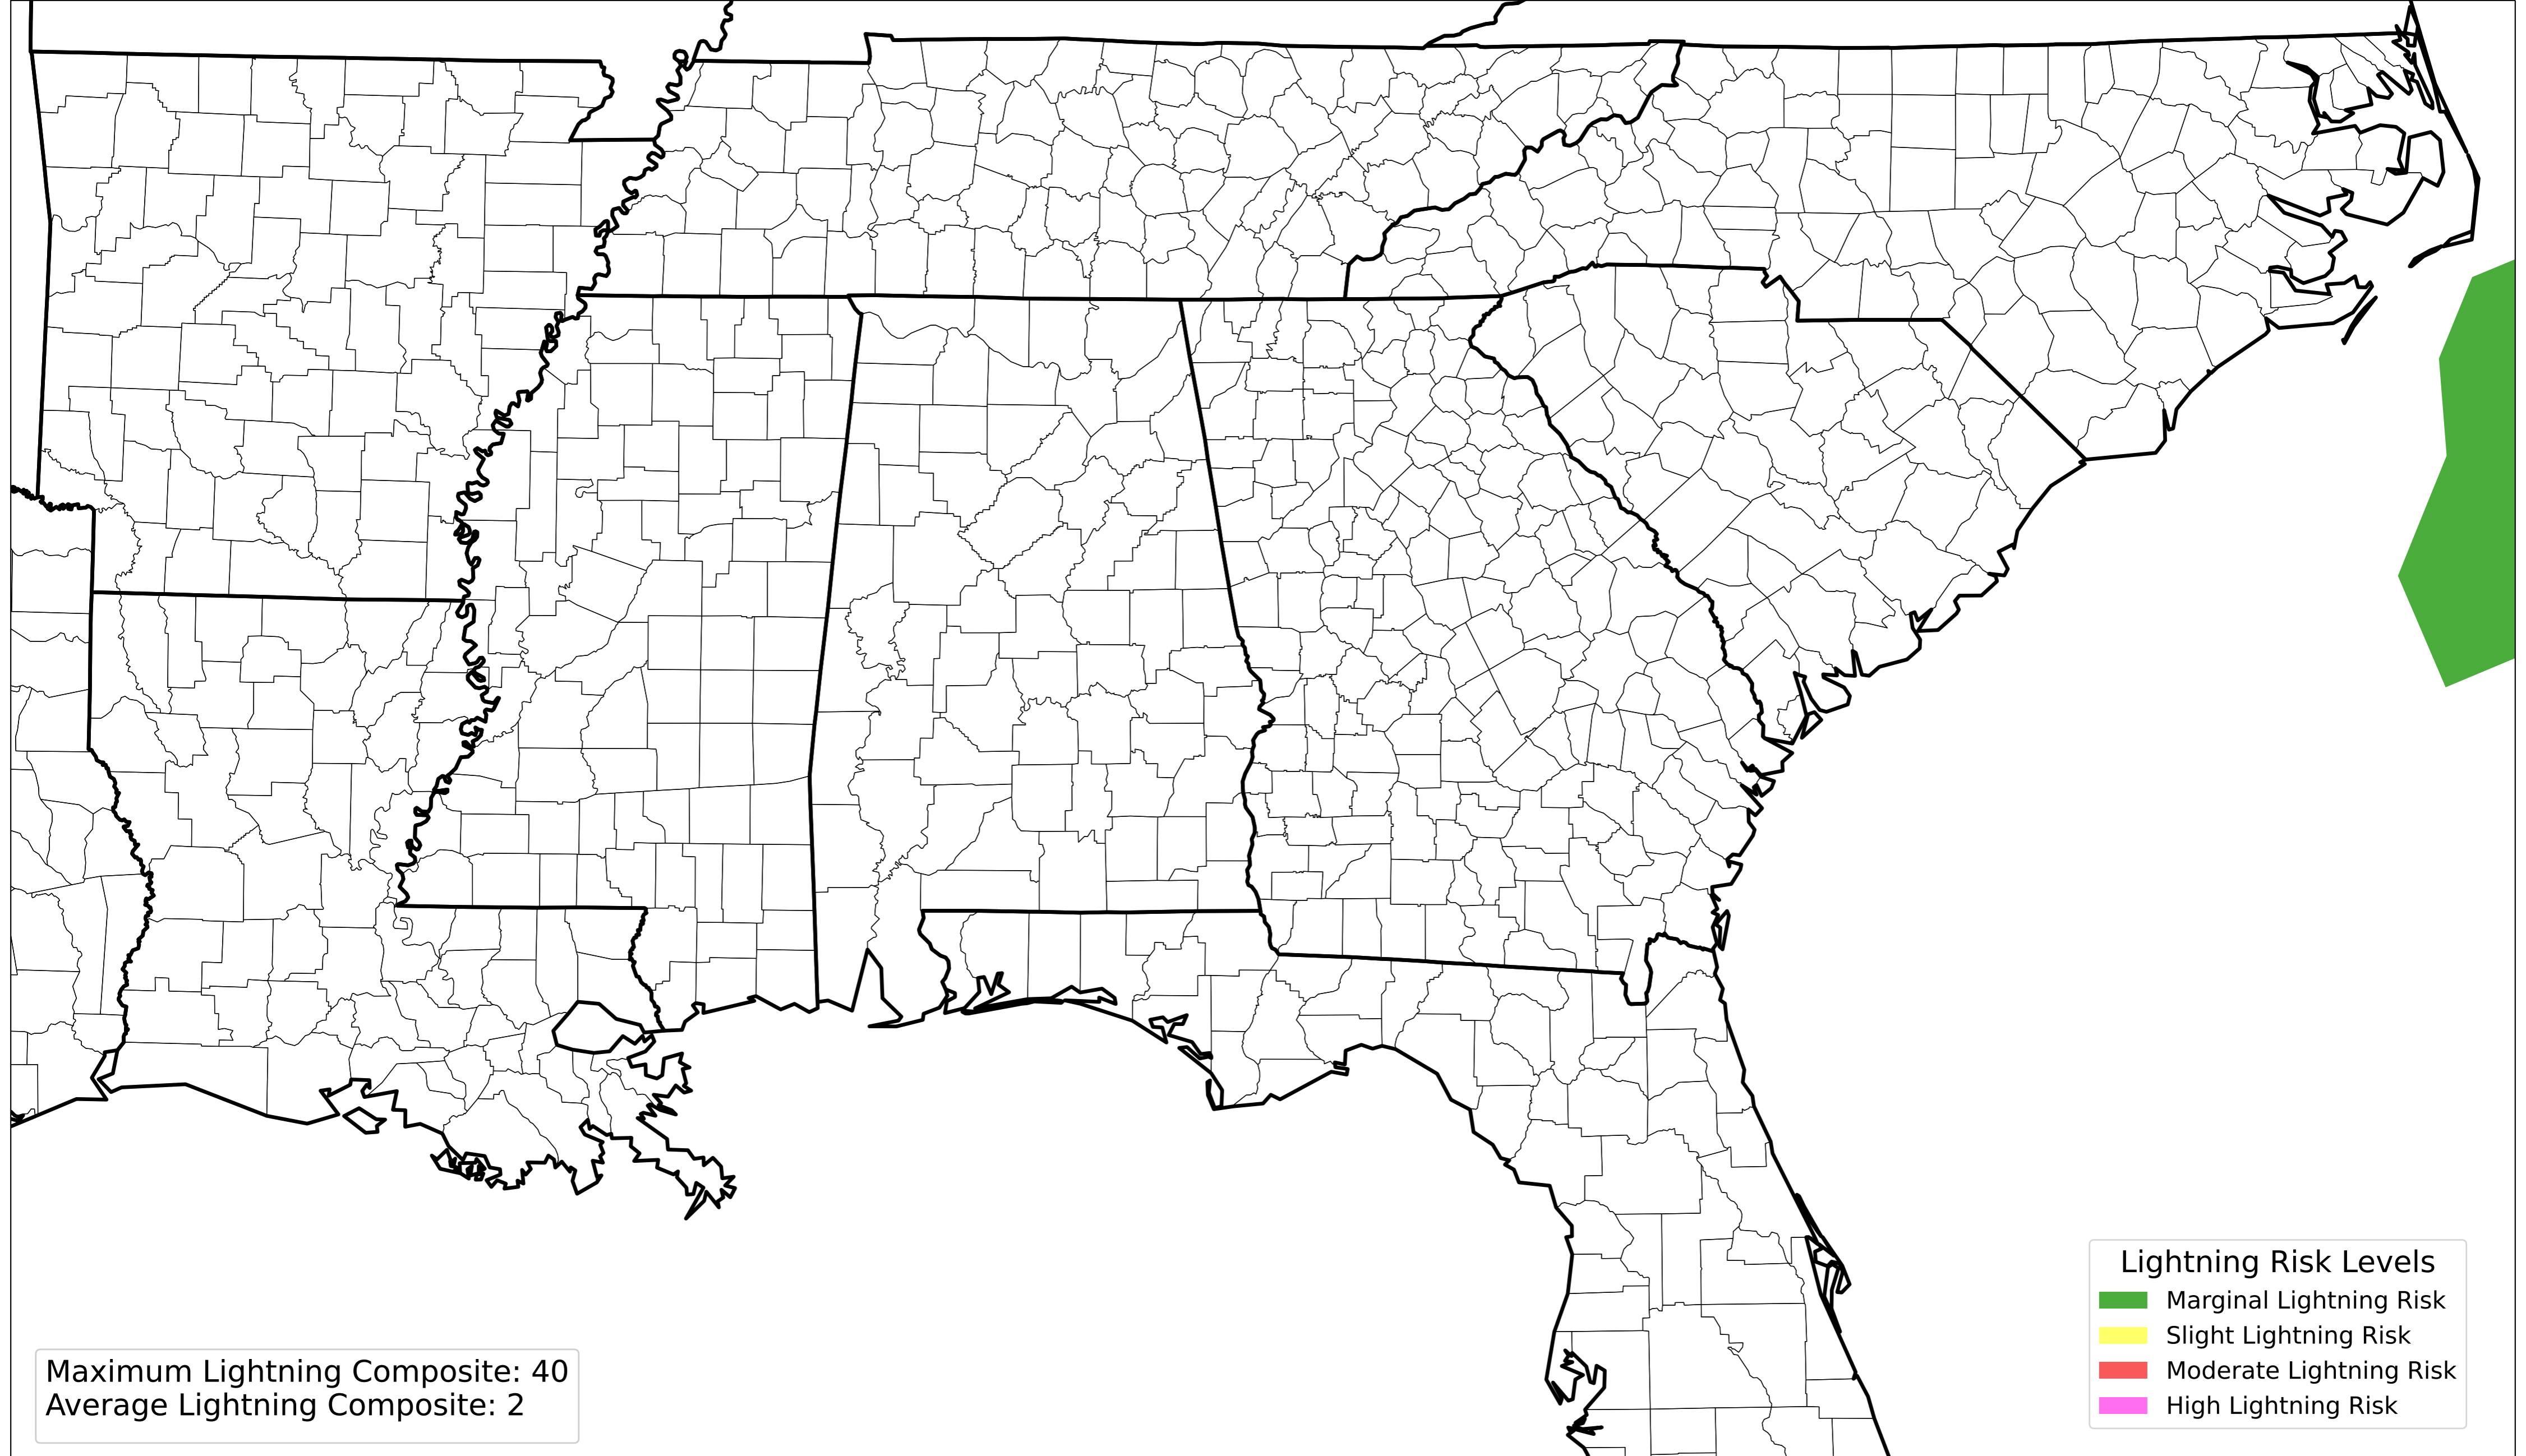 Maximum Lightning Composite: 40
Average Lightning Composite: 2
Lightning Risk Levels
Marginal Lightning Risk
Slight Lightning Risk
Moderate Lightning Risk
High Lightning Risk